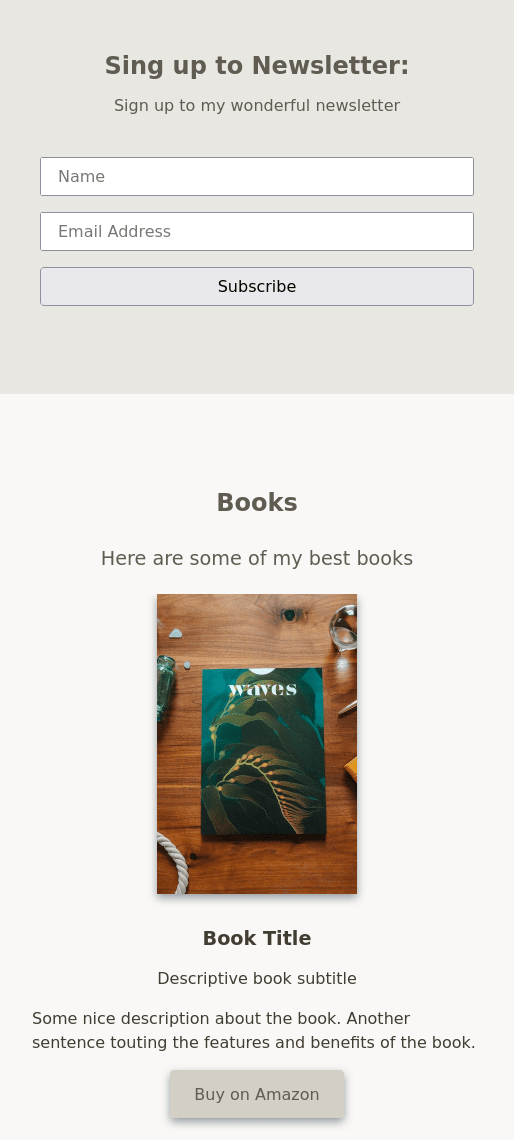 Sing up to Newsletter:
Sign up to my wonderful newsletter
Name
Email Address
Subscribe
Books
Here are some of my best books
waves
Book Title
Descriptive book subtitle
Some nice description about the book. Another
sentence touting the features and benefits of the book.
Buy on Amazon